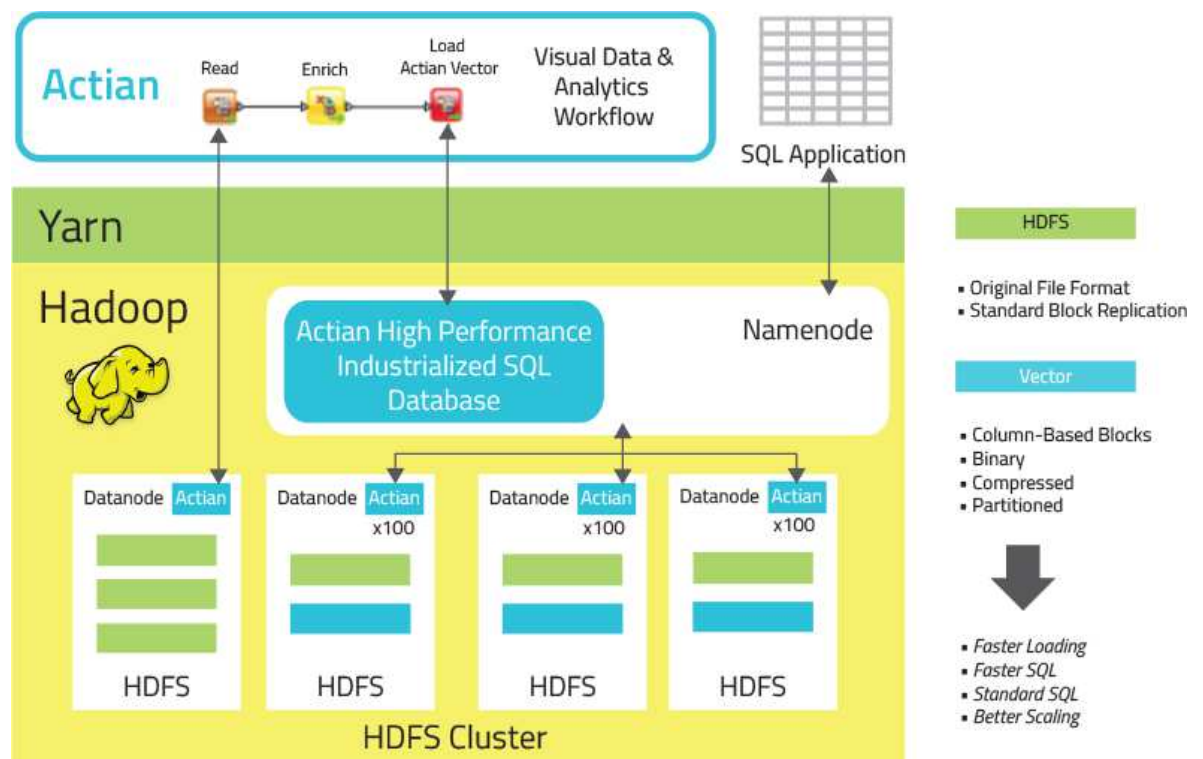 Actian
Read
Enrich
Load
Actian Vector
Visual Data &
Analytics
Workflow
SQL Application
Yarn
Hadoop
Actian High Performance
Industrialized SQL
Database
Namenode
Datanode Actian
HDFS
Datanode Actian
x100
HDFS
Datanode Actian
x100
HDFS
Datanode Actian
x100
HDFS
HDFS Cluster
HDFS
▪ Original File Format
▪ Standard Block Replication
Vector
▪ Column-Based Blocks
▪ Binary
▪ Compressed
▪ Partitioned
▪ Faster Loading
▪ Faster SQL
▪ Standard SQL
▪ Better Scaling